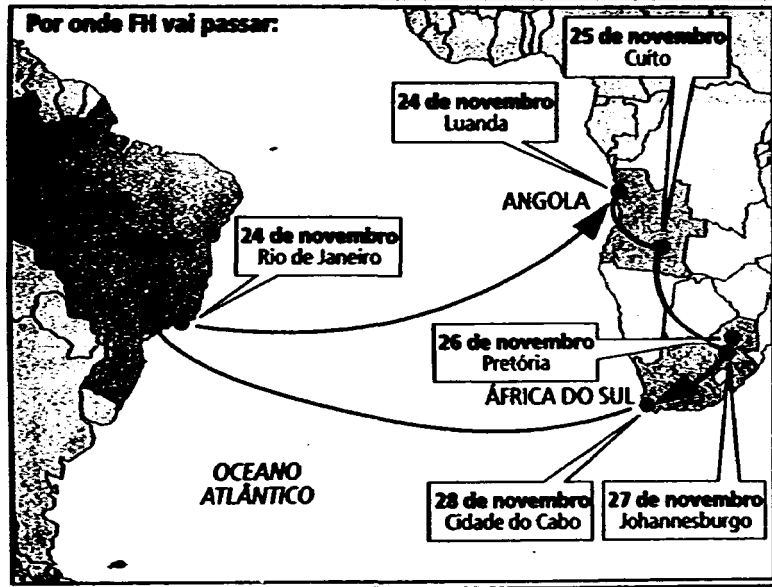 Por onde FH vai passar:
25 de novembro
Cuíto
24 de novembro
Luanda
ANGOLA
24 de novembro
Rio de Janeiro
26 de novembro
Pretória
ÁFRICA DO SUL
OCEANO
ATLÂNTICO
28 de novembro
Cidade do Cabo
27 de novembro
Johannesburgo